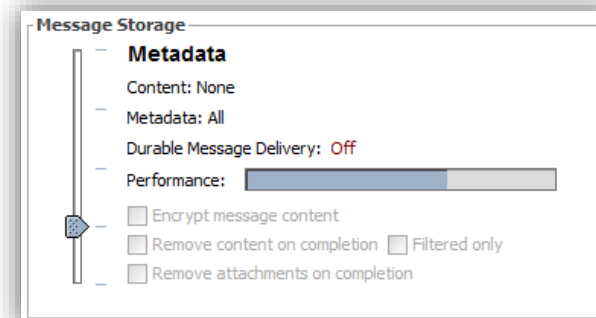 Message Storage
Metadata
Content: None
Metadata: All
Durable Message Delivery: Off
Performance:
Encrypt message content
Remove content on completion Filtered only
Remove attachments on completion